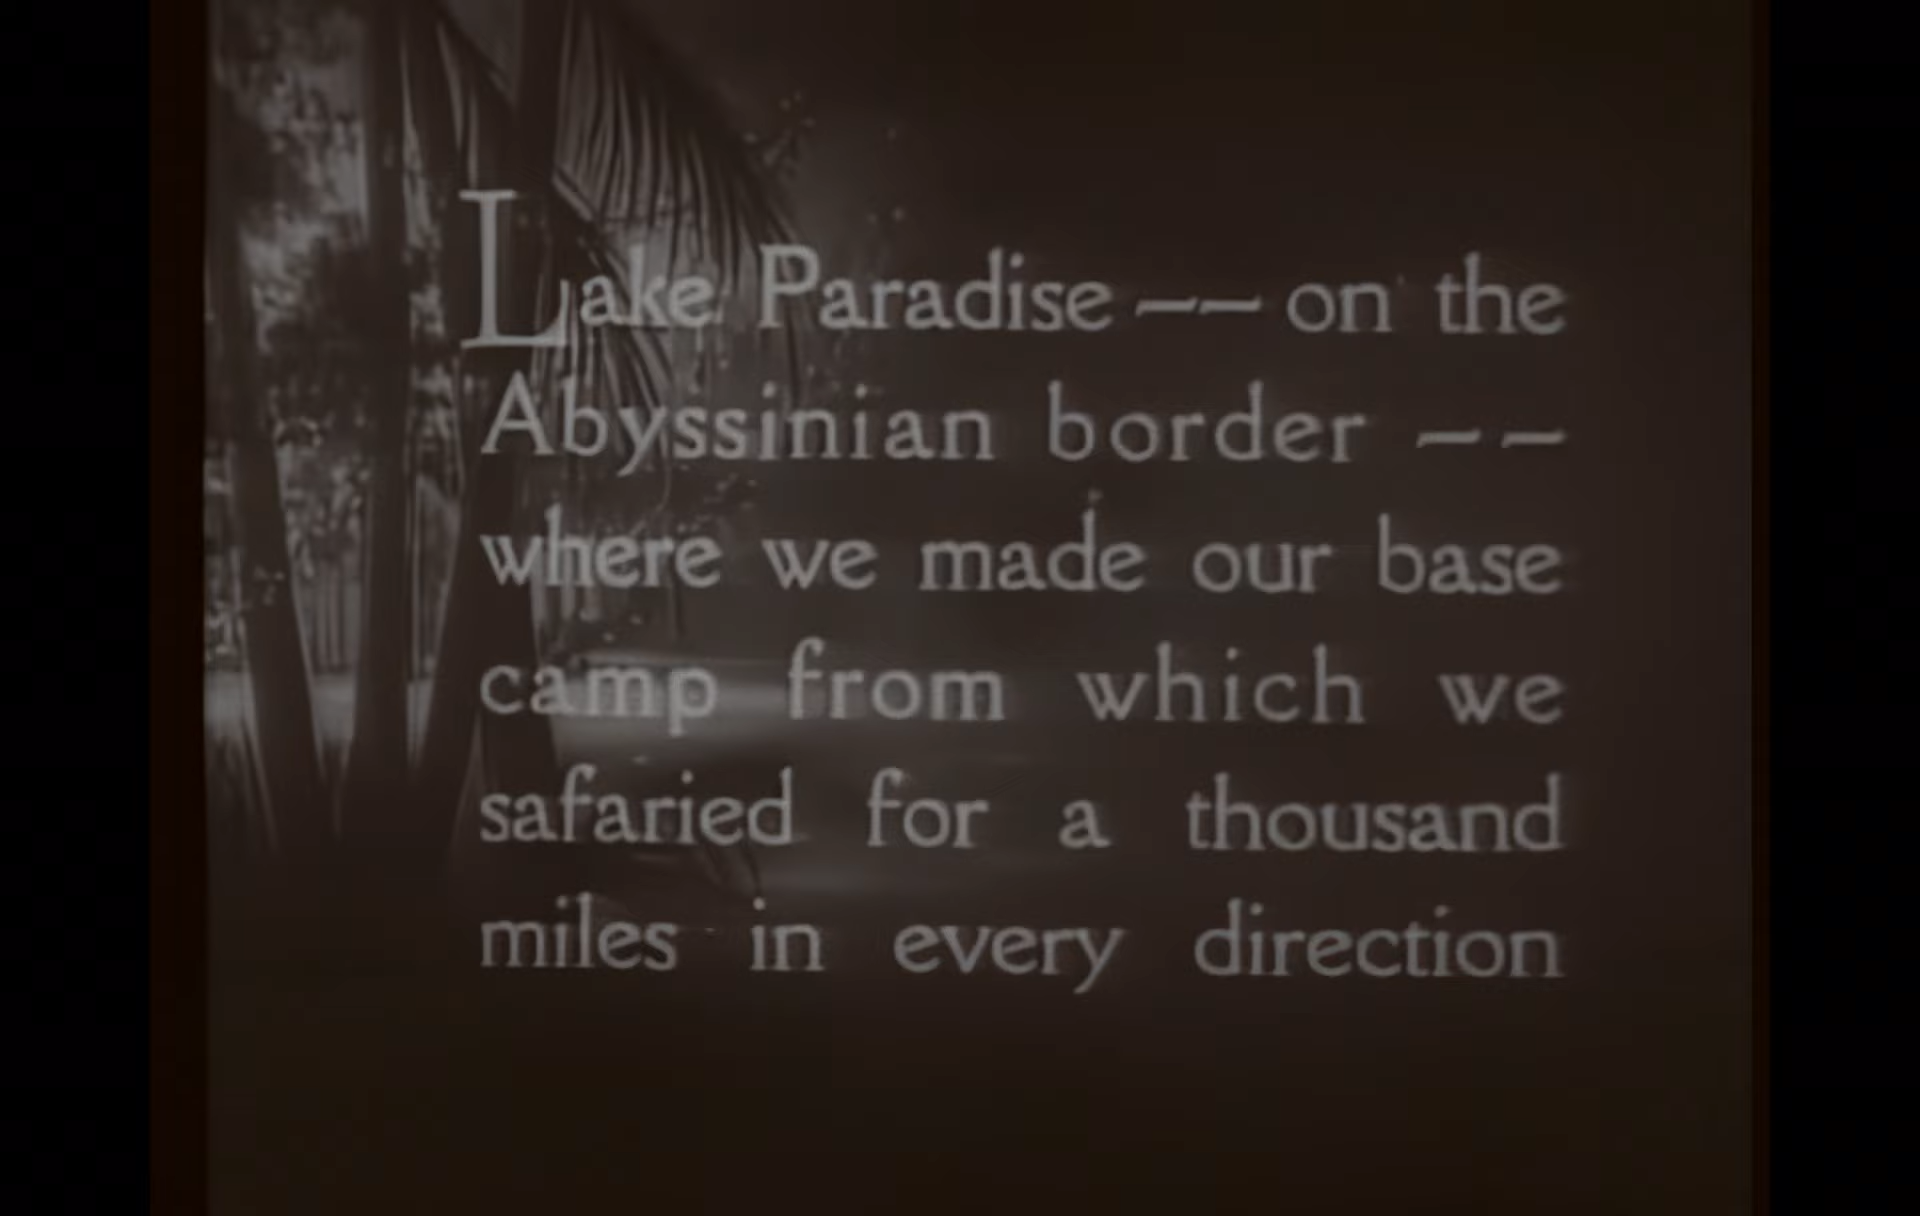 Lake Paradise -- on the
Abyssinian border --
where we made our base
camp from which we
safaried for a thousand
miles in every direction